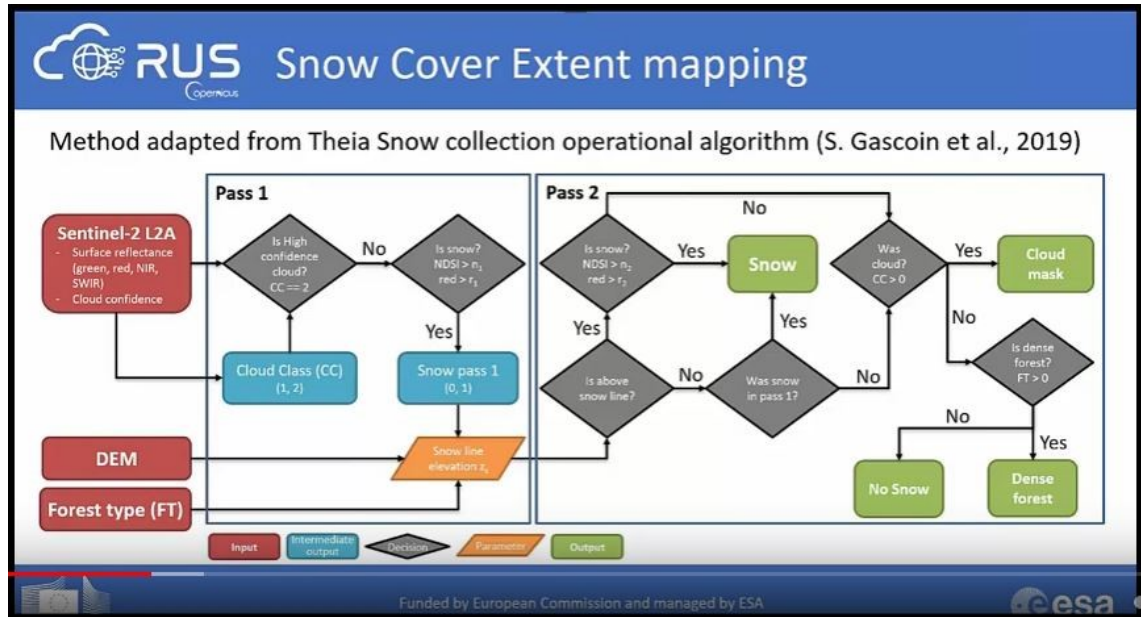 RUS
Copernicus
Snow Cover Extent mapping
Method adapted from Theia Snow collection operational algorithm (S. Gascoin et al., 2019)
Pass 1
Sentinel-2 L2A
- Surface reflectance
(green, red, NIR,
SWIR)
- Cloud confidence
Is High
confidence
cloud?
CC == 2
No
Is snow?
NDSI > n₁
red > r₁
Yes
Cloud Class (CC)
{1, 2}
Snow pass 1
{0, 1}
DEM
Snow line
elevation zₛ
Forest type (FT)
Pass 2
No
Is snow?
NDSI > n₂
red > r₂
Yes
Snow
Was
cloud?
CC > 0
Yes
Cloud
mask
Yes
Yes
No
Is above
snow line?
No
Was snow
in pass 1?
No
Is dense
forest?
FT > 0
No
Yes
No Snow
Dense
forest
Input
Intermediate
output
Decision
Parameter
Output
Funded by European Commission and managed by ESA
esa